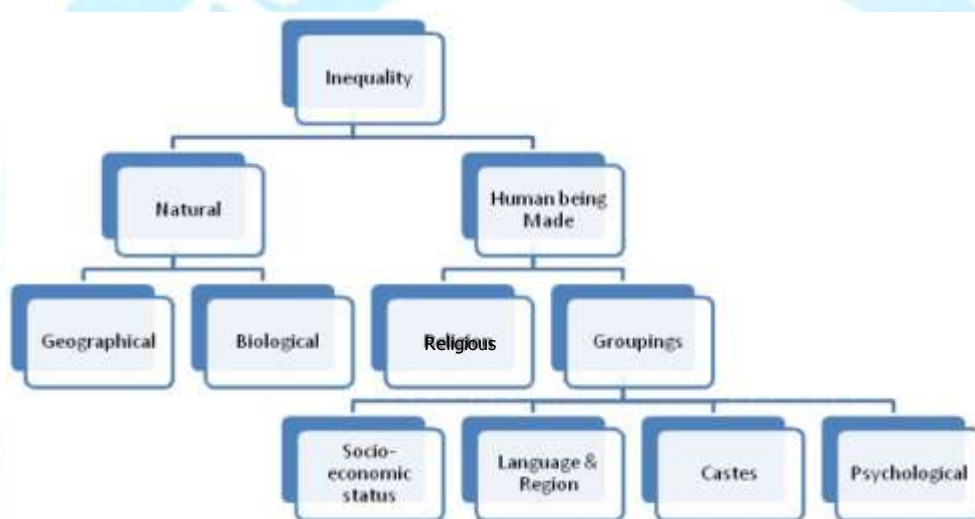 Inequality
Natural
Human being
Made
Geographical
Biological
Religious
Groupings
Socio-
economic
status
Language &
Region
Castes
Psychological